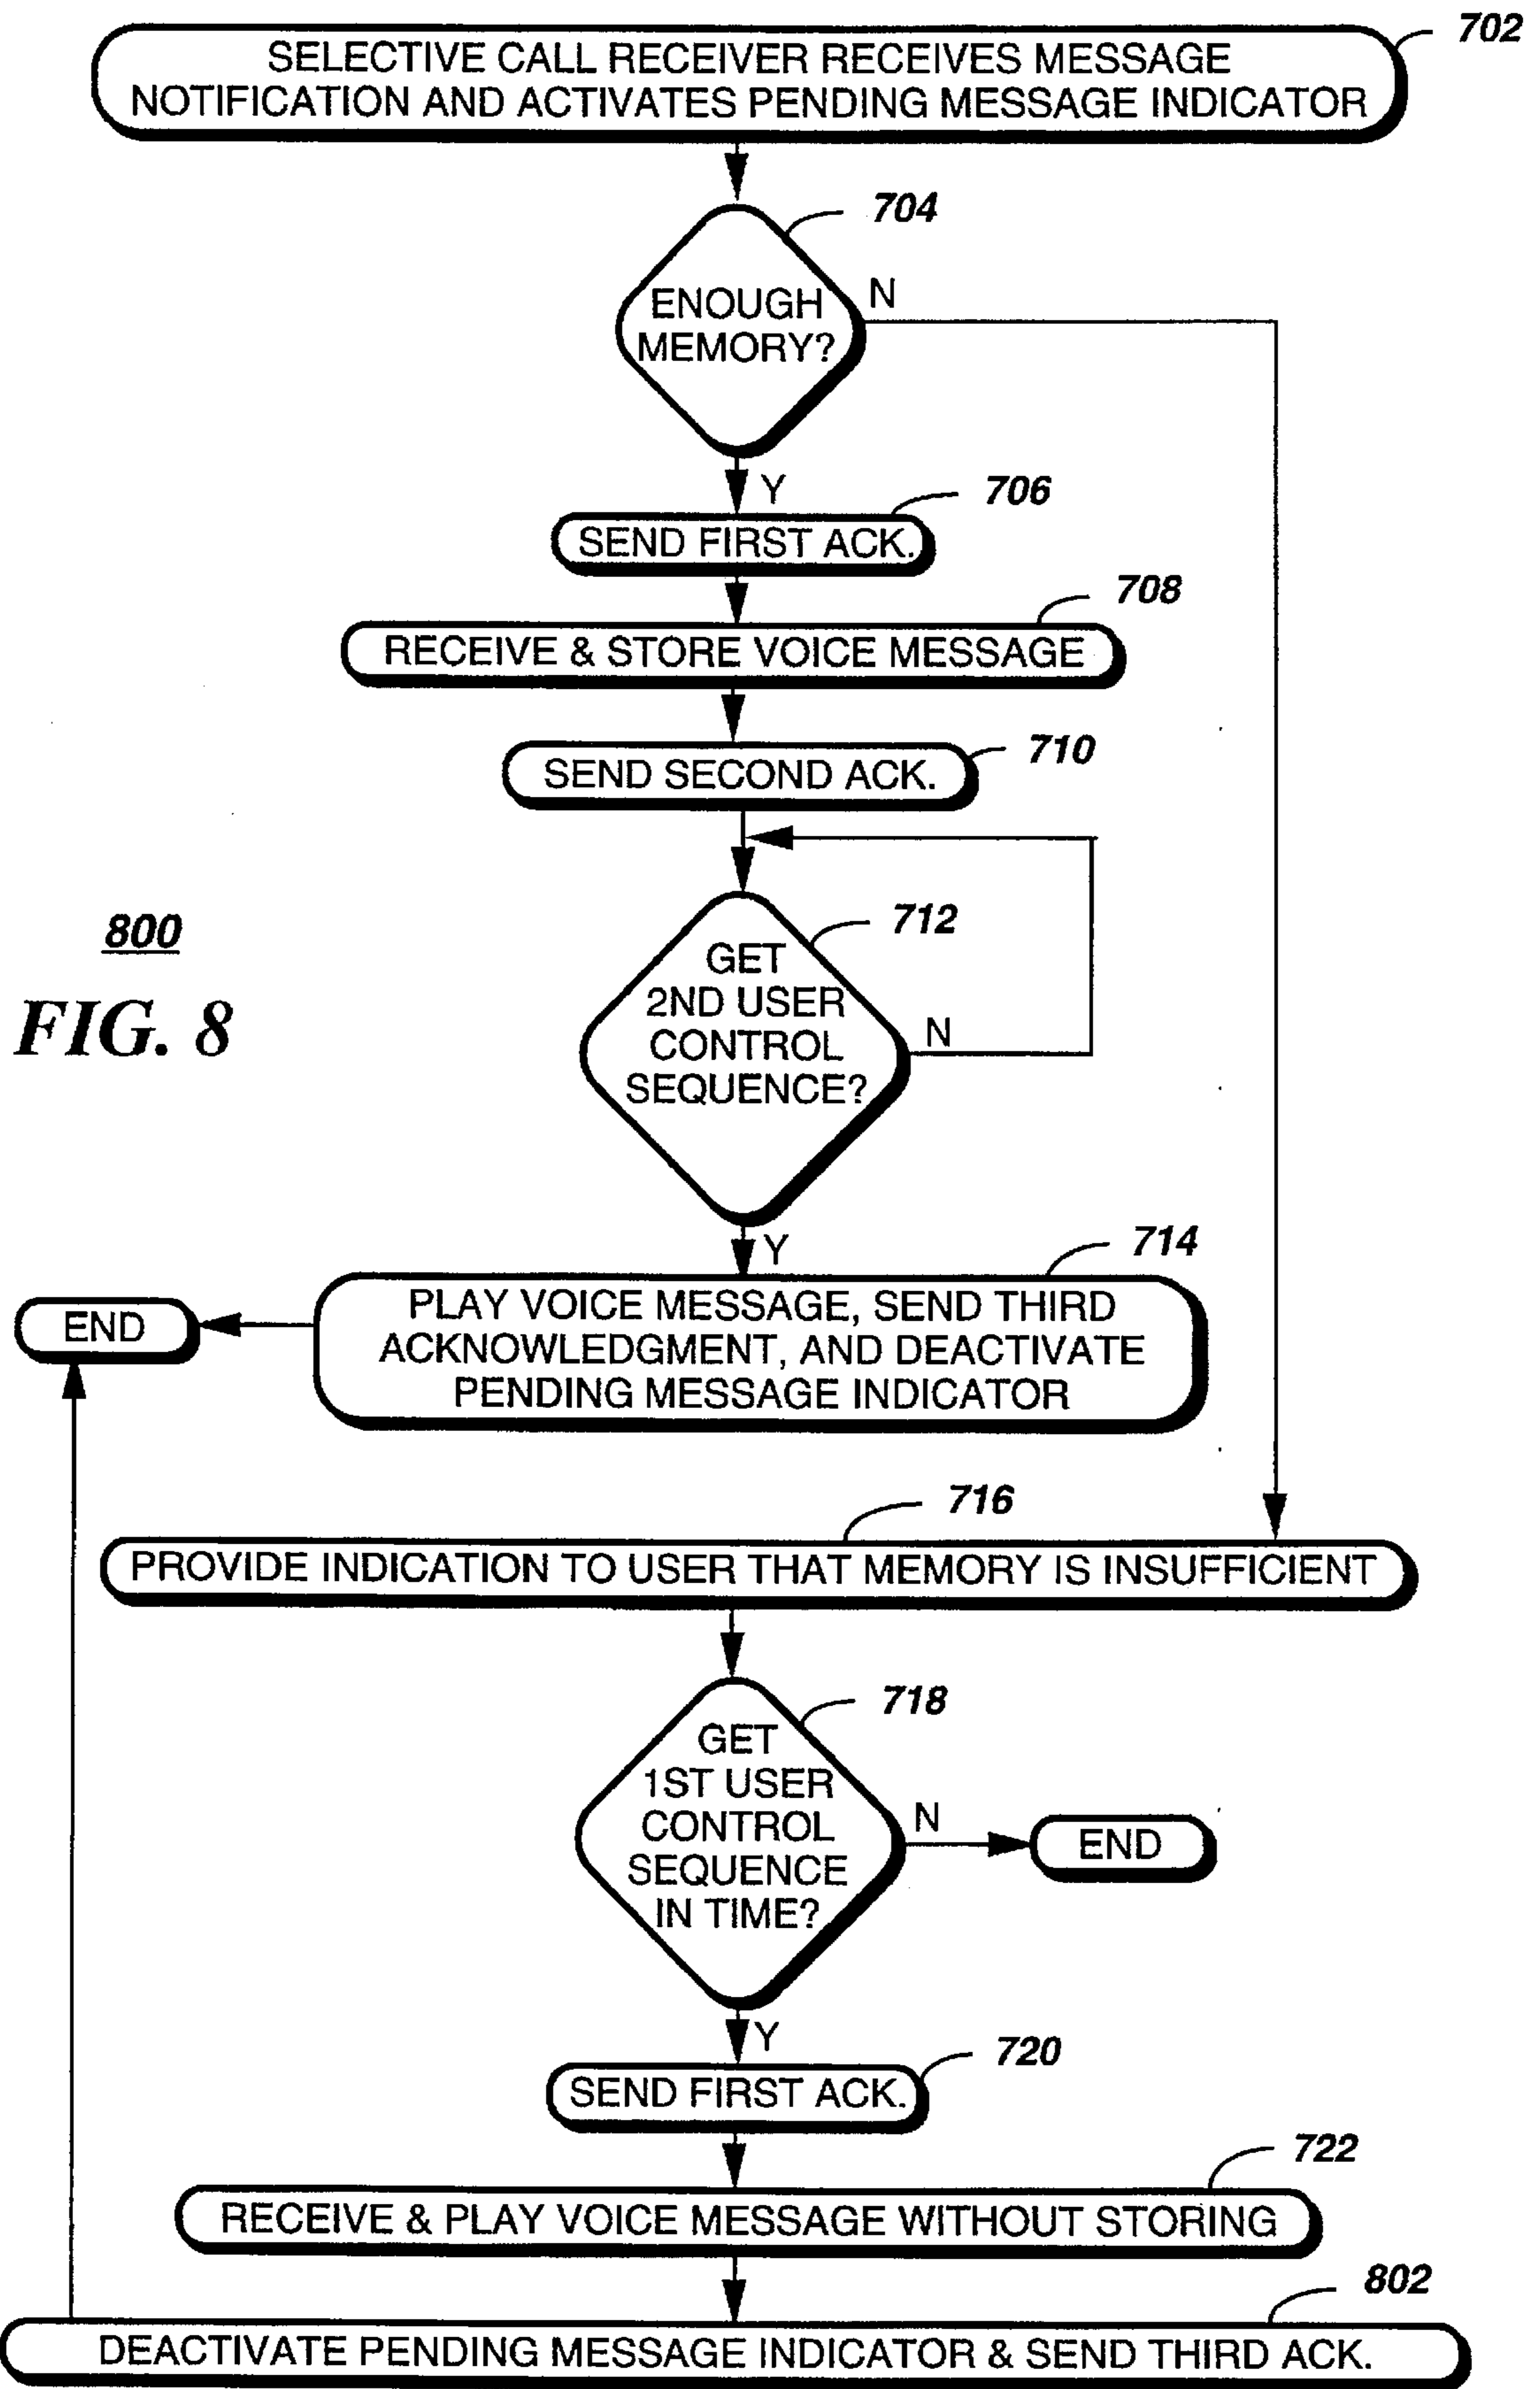 702
SELECTIVE CALL RECEIVER RECEIVES MESSAGE
NOTIFICATION AND ACTIVATES PENDING MESSAGE INDICATOR
704
ENOUGH
MEMORY?
N
Y
706
SEND FIRST ACK.
708
RECEIVE & STORE VOICE MESSAGE
710
SEND SECOND ACK.
800
FIG. 8
712
GET
2ND USER
CONTROL
SEQUENCE?
N
Y
714
PLAY VOICE MESSAGE, SEND THIRD
ACKNOWLEDGMENT, AND DEACTIVATE
PENDING MESSAGE INDICATOR
END
716
PROVIDE INDICATION TO USER THAT MEMORY IS INSUFFICIENT
718
GET
1ST USER
CONTROL
SEQUENCE
IN TIME?
N
END
Y
720
SEND FIRST ACK.
722
RECEIVE & PLAY VOICE MESSAGE WITHOUT STORING
802
DEACTIVATE PENDING MESSAGE INDICATOR & SEND THIRD ACK.